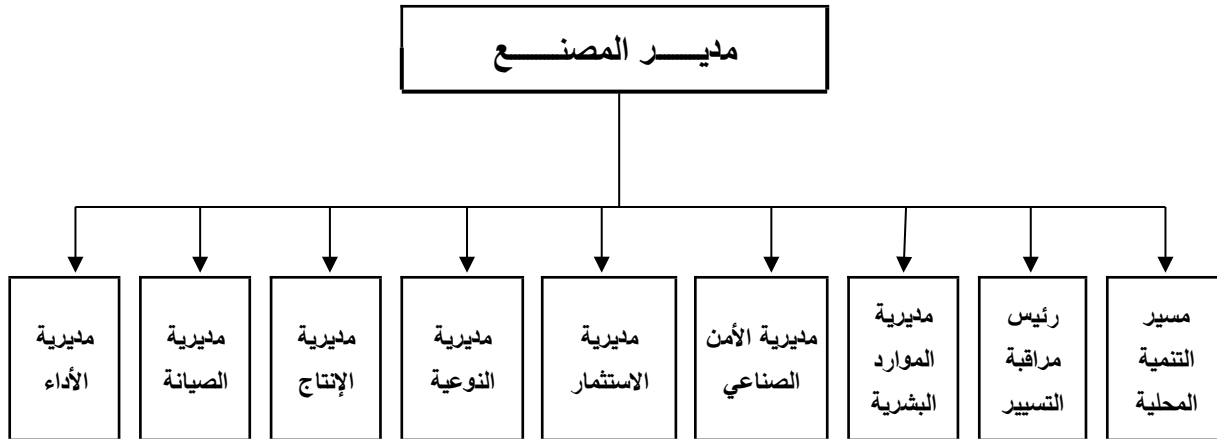 مديـــــر المصنـــــــع
مسير
التنمية
المحلية
رئيس
مراقبة
التسيير
مديرية
الموارد
البشرية
مديرية الأمن
الصناعي
مديرية
الاستثمار
مديرية
النوعية
مديرية
الإنتاج
مديرية
الصيانة
مديرية
الأداء